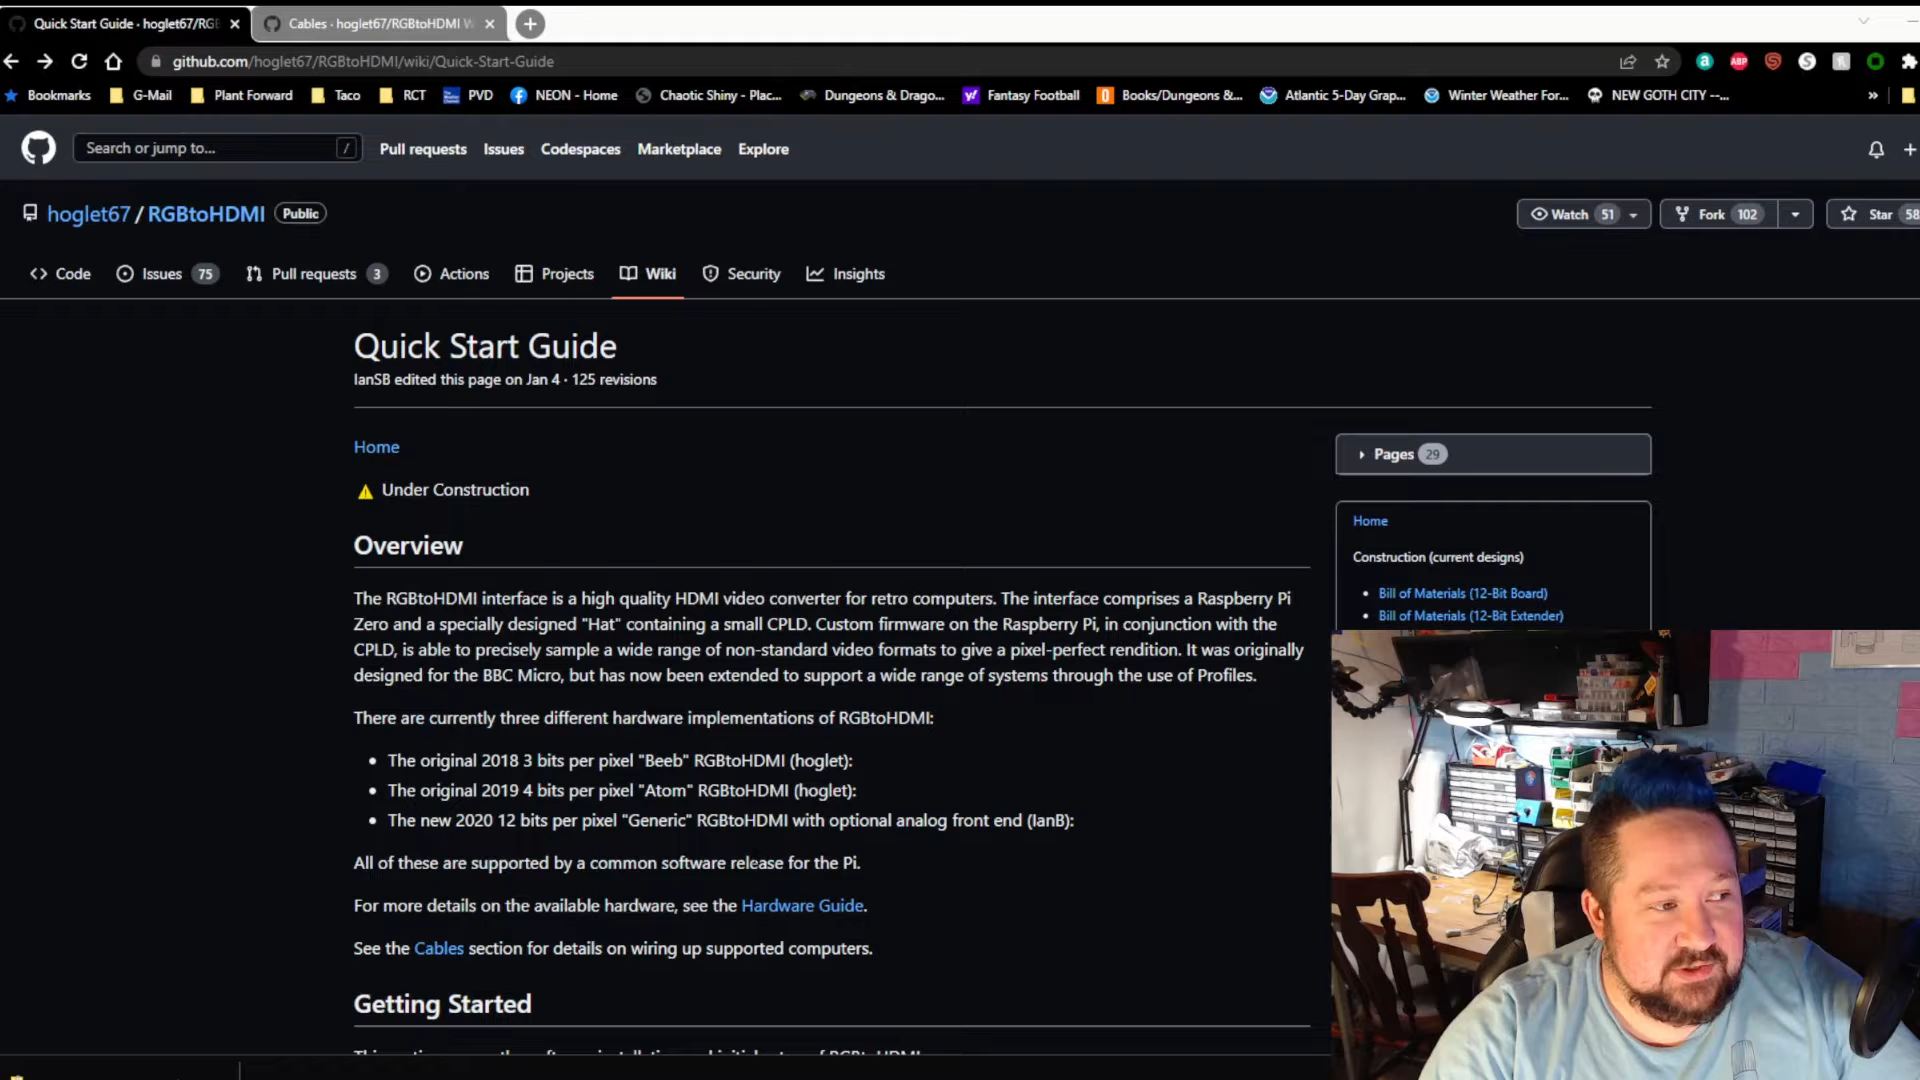 Quick Start Guide · hoglet67/RGB
Cables · hoglet67/RGBtoHDMI W
github.com/hoglet67/RGBtoHDMI/wiki/Quick-Start-Guide
ABP
Bookmarks G-Mail Plant Forward Taco RCT PVD NEON - Home Chaotic Shiny - Plac... Dungeons & Drago... Fantasy Football Books/Dungeons &... Atlantic 5-Day Grap... Winter Weather For... NEW GOTH CITY --... »
Search or jump to... / Pull requests Issues Codespaces Marketplace Explore
hoglet67 / RGBtoHDMI Public
Watch 51 Fork 102 Star 58
Code Issues 75 Pull requests 3 Actions Projects Wiki Security Insights
Quick Start Guide
IanSB edited this page on Jan 4 · 125 revisions
Home
Under Construction
Overview
The RGBtoHDMI interface is a high quality HDMI video converter for retro computers. The interface comprises a Raspberry Pi
Zero and a specially designed "Hat" containing a small CPLD. Custom firmware on the Raspberry Pi, in conjunction with the
CPLD, is able to precisely sample a wide range of non-standard video formats to give a pixel-perfect rendition. It was originally
designed for the BBC Micro, but has now been extended to support a wide range of systems through the use of Profiles.
There are currently three different hardware implementations of RGBtoHDMI:
• The original 2018 3 bits per pixel "Beeb" RGBtoHDMI (hoglet):
• The original 2019 4 bits per pixel "Atom" RGBtoHDMI (hoglet):
• The new 2020 12 bits per pixel "Generic" RGBtoHDMI with optional analog front end (IanB):
All of these are supported by a common software release for the Pi.
For more details on the available hardware, see the Hardware Guide.
See the Cables section for details on wiring up supported computers.
Getting Started
Pages 29
Home
Construction (current designs)
• Bill of Materials (12-Bit Board)
• Bill of Materials (12-Bit Extender)